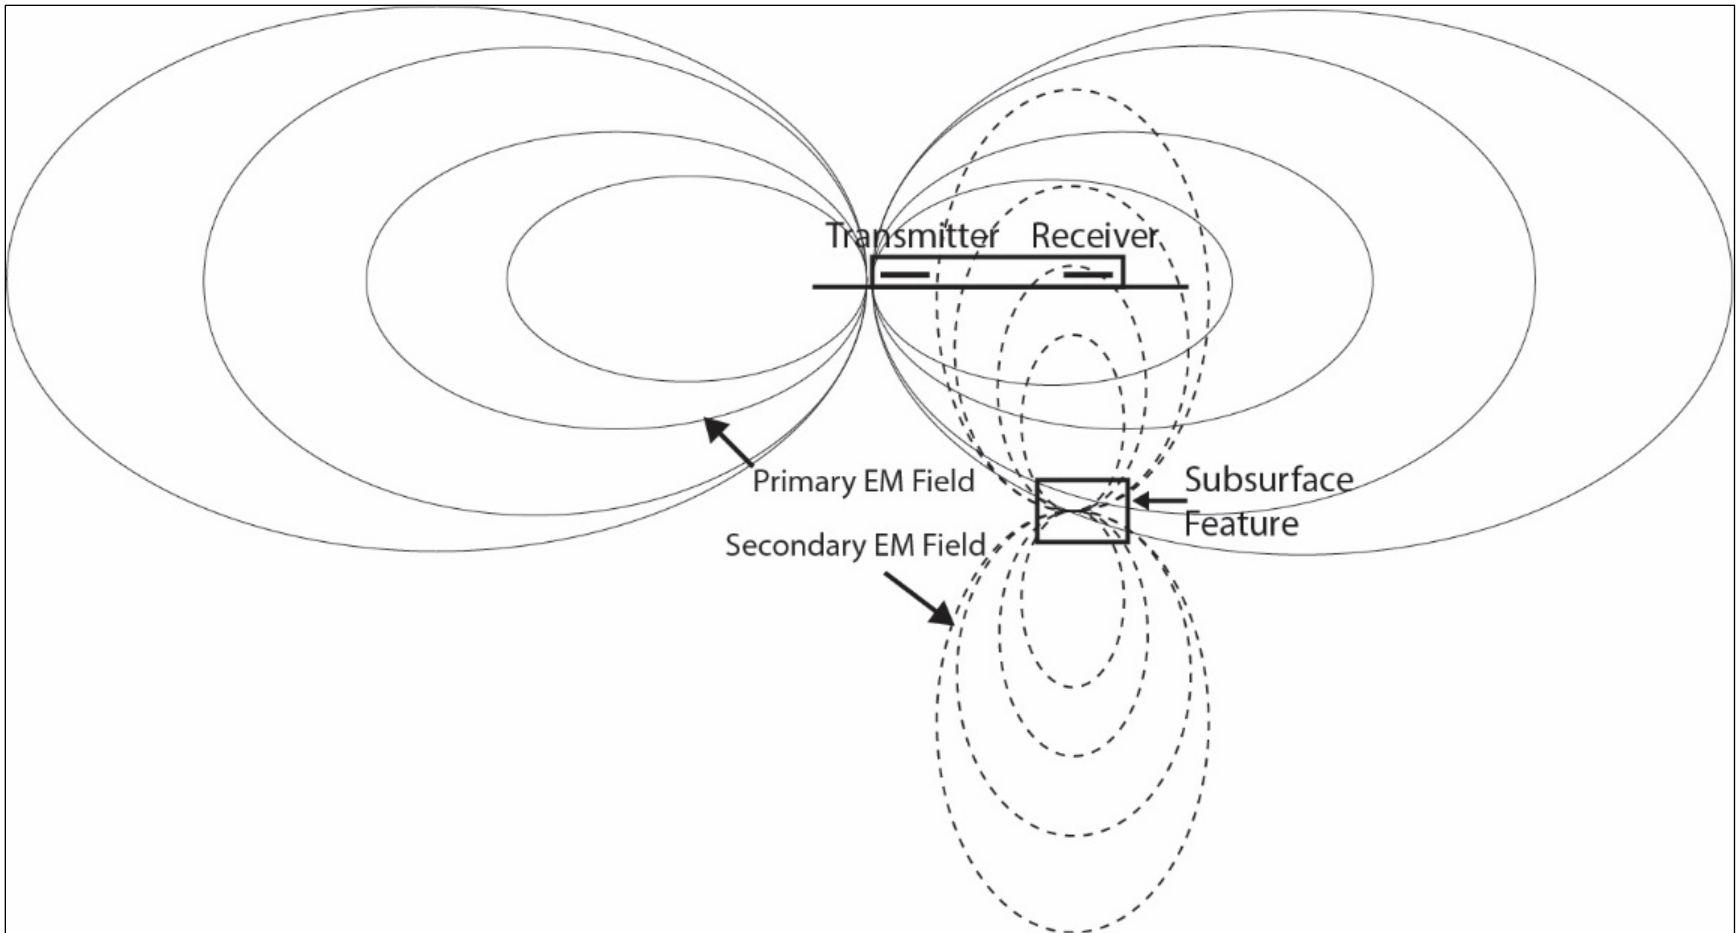 Transmitter
Receiver
Primary EM Field
Subsurface
Feature
Secondary EM Field